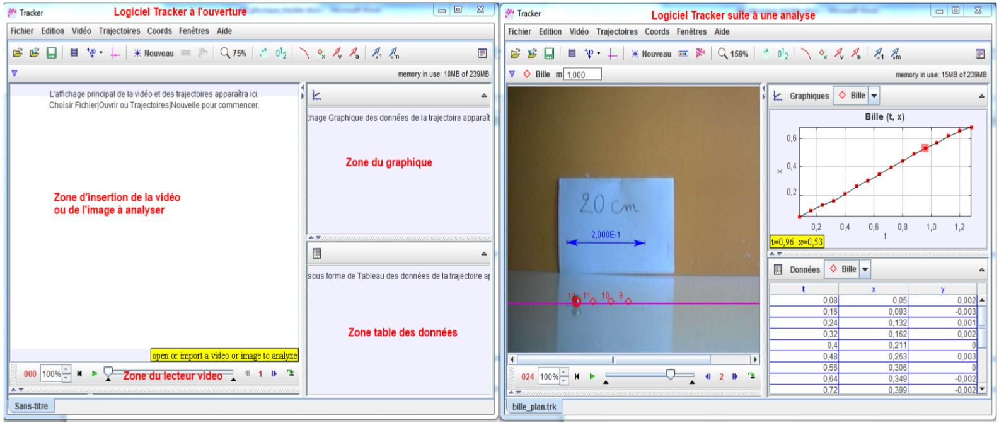 Tracker
Logiciel Tracker à l'ouverture
Fichier Edition Vidéo Trajectoires Coords Fenêtres Aide
Nouveau
75%
memory in use: 10MB of 239MB
L'affichage principal de la vidéo et des trajectoires apparaîtra ici.
Choisir Fichier|Ouvrir ou Trajectoires|Nouvelle pour commencer.
Zone d'insertion de la vidéo
ou de l'image à analyser
open or import a video or image to analyze
000 100% Zone du lecteur video 1
Sans-titre
chage Graphique des données de la trajectoire apparaît
Zone du graphique
sous forme de Tableau des données de la trajectoire ap
Zone table des données
Tracker
Logiciel Tracker suite à une analyse
Fichier Edition Vidéo Trajectoires Coords Fenêtres Aide
Nouveau
159%
Bille m 1,000
memory in use: 15MB of 239MB
20 cm
2,000E-1
12 11 10 9
024 100% 2
bille_plan.trk
Graphiques Bille
Bille (t, x)
0,6
0,4
0,2
x
0,2 0,4 0,6 0,8 1,0 1,2
t
t=0,96 x=0,53
Données Bille
t x y
0,08 0,05 0,002
0,16 0,093 -0,003
0,24 0,132 0,001
0,32 0,162 0,002
0,4 0,211 0
0,48 0,263 0,003
0,56 0,306 0
0,64 0,349 -0,002
0,72 0,399 -0,002